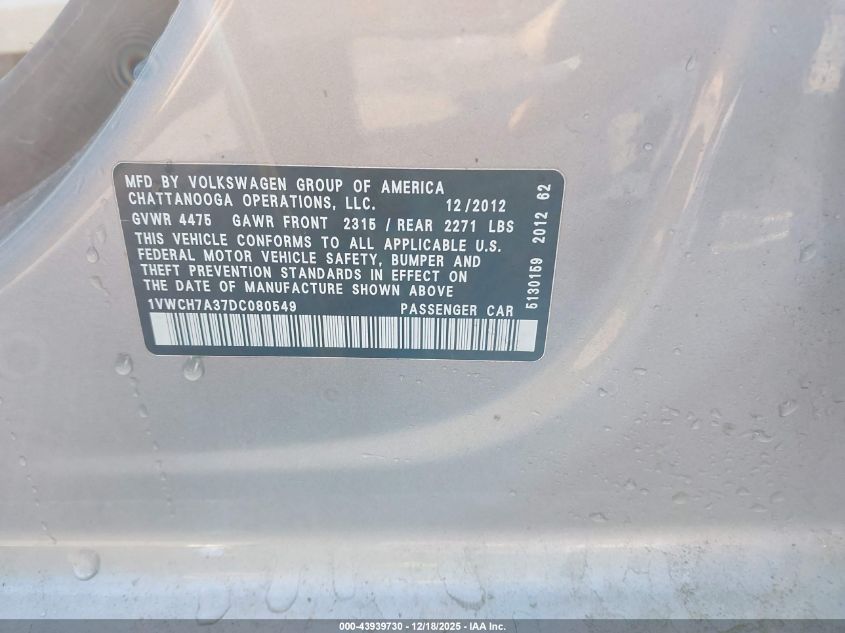 MFD BY VOLKSWAGEN GROUP OF AMERICA
CHATTANOOGA OPERATIONS, LLC. 12/2012
GVWR 4475 GAWR FRONT 2315 / REAR 2271 LBS
THIS VEHICLE CONFORMS TO ALL APPLICABLE U.S.
FEDERAL MOTOR VEHICLE SAFETY, BUMPER AND
THEFT PREVENTION STANDARDS IN EFFECT ON
THE DATE OF MANUFACTURE SHOWN ABOVE
1VWCH7A37DC080549 PASSENGER CAR
5130159 2012 62
000-43939730 - 12/18/2025 - IAA Inc.